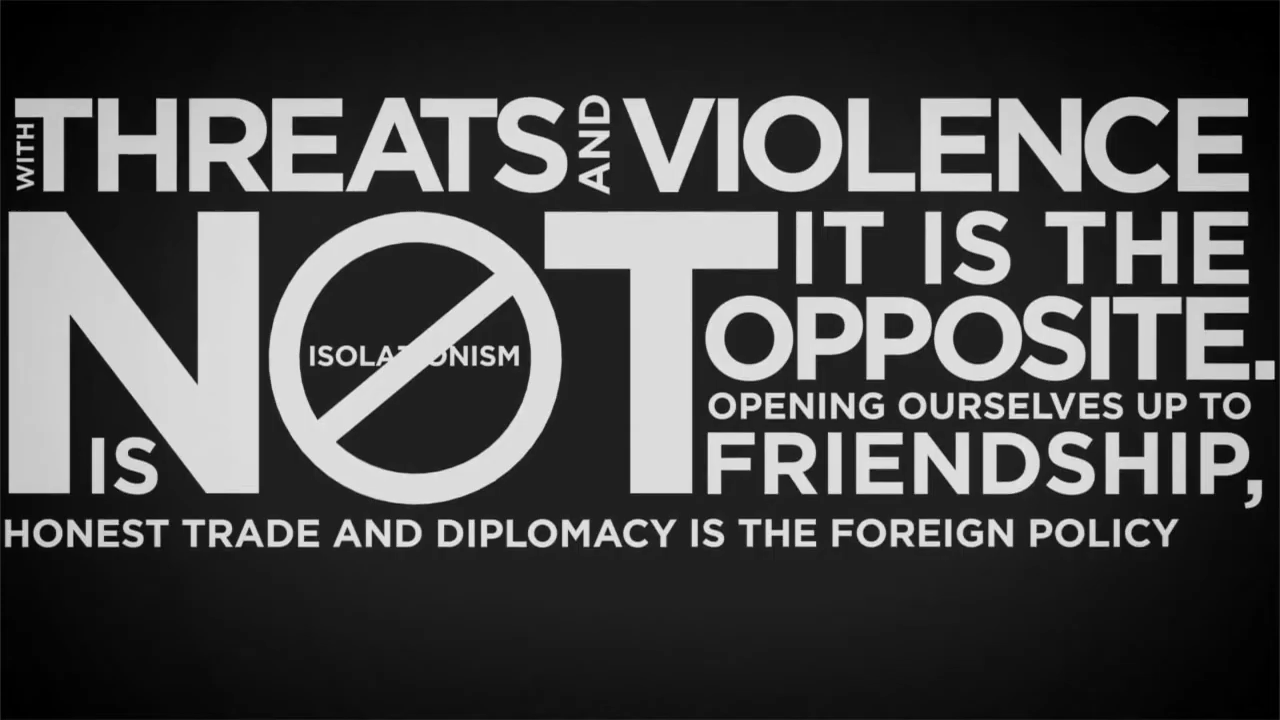 WITH THREATS AND VIOLENCE
IS NOT ISOLATIONISM
IT IS THE
OPPOSITE.
OPENING OURSELVES UP TO
FRIENDSHIP,
HONEST TRADE AND DIPLOMACY IS THE FOREIGN POLICY